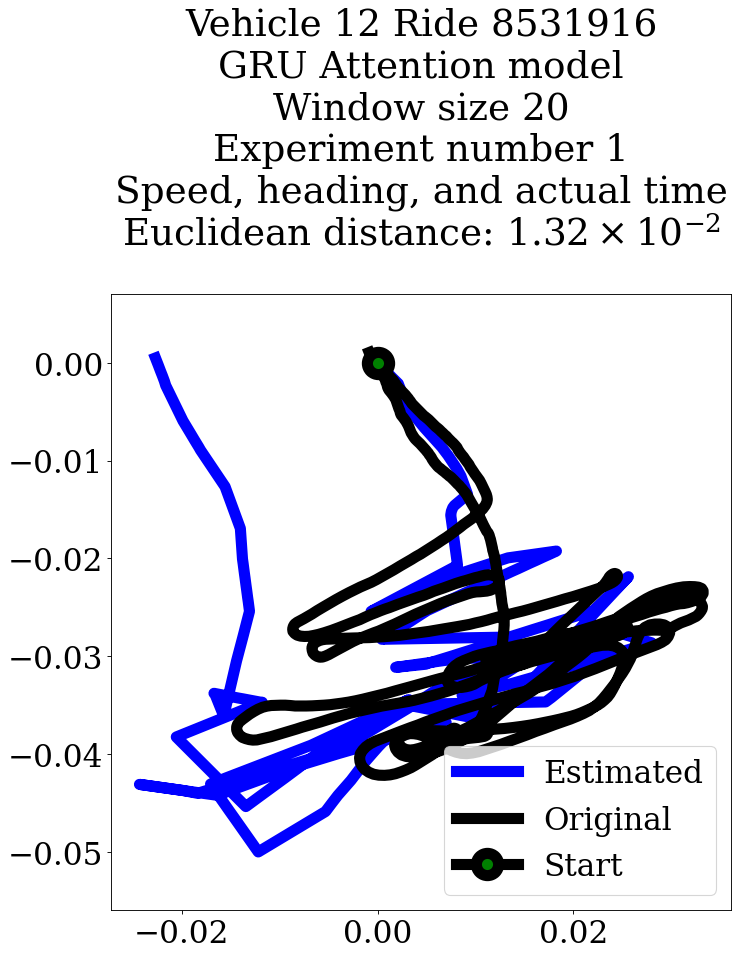 Vehicle 12 Ride 8531916
GRU Attention model
Window size 20
Experiment number 1
Speed, heading, and actual time
Euclidean distance: 1.32 × 10⁻²
0.00
−0.01
−0.02
−0.03
−0.04
−0.05
Estimated
Original
Start
−0.02 0.00 0.02